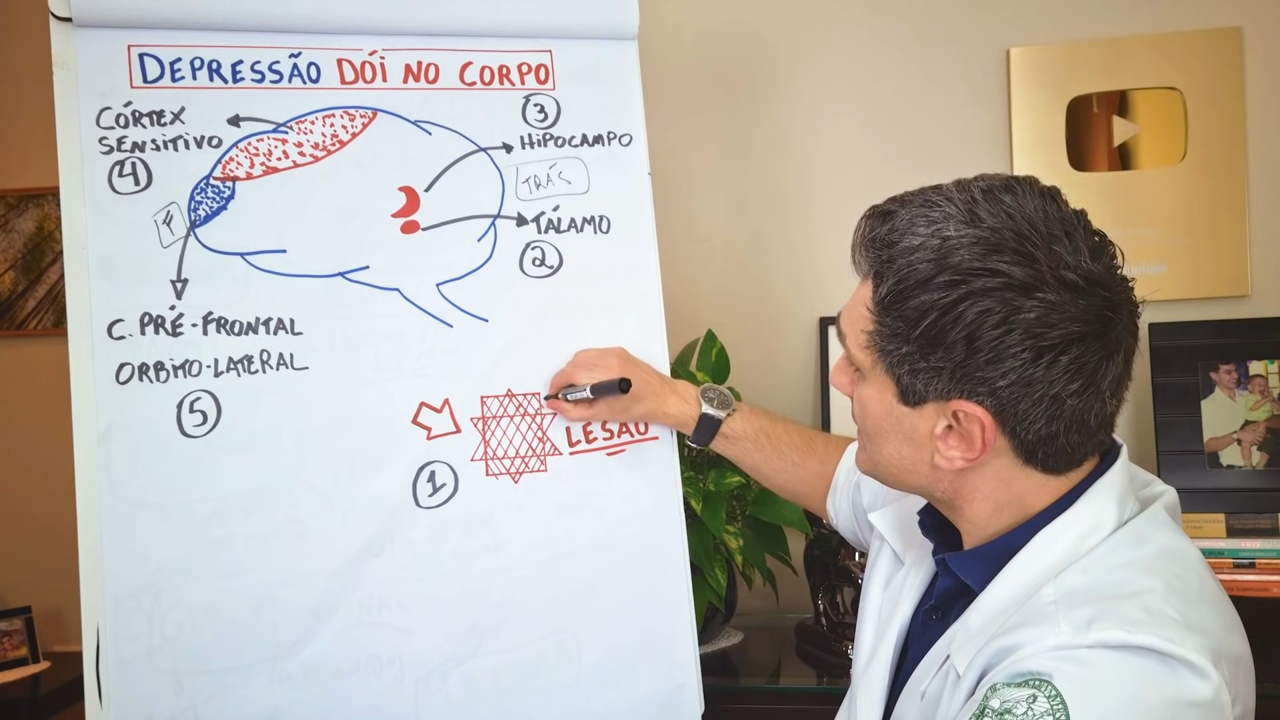 DEPRESSÃO DÓI NO CORPO
CÓRTEX
SENSITIVO
4
3
HIPOCAMPO
TRÁS
TÁLAMO
2
F
C. PRÉ-FRONTAL
ORBITO-LATERAL
5
1
LESÃO